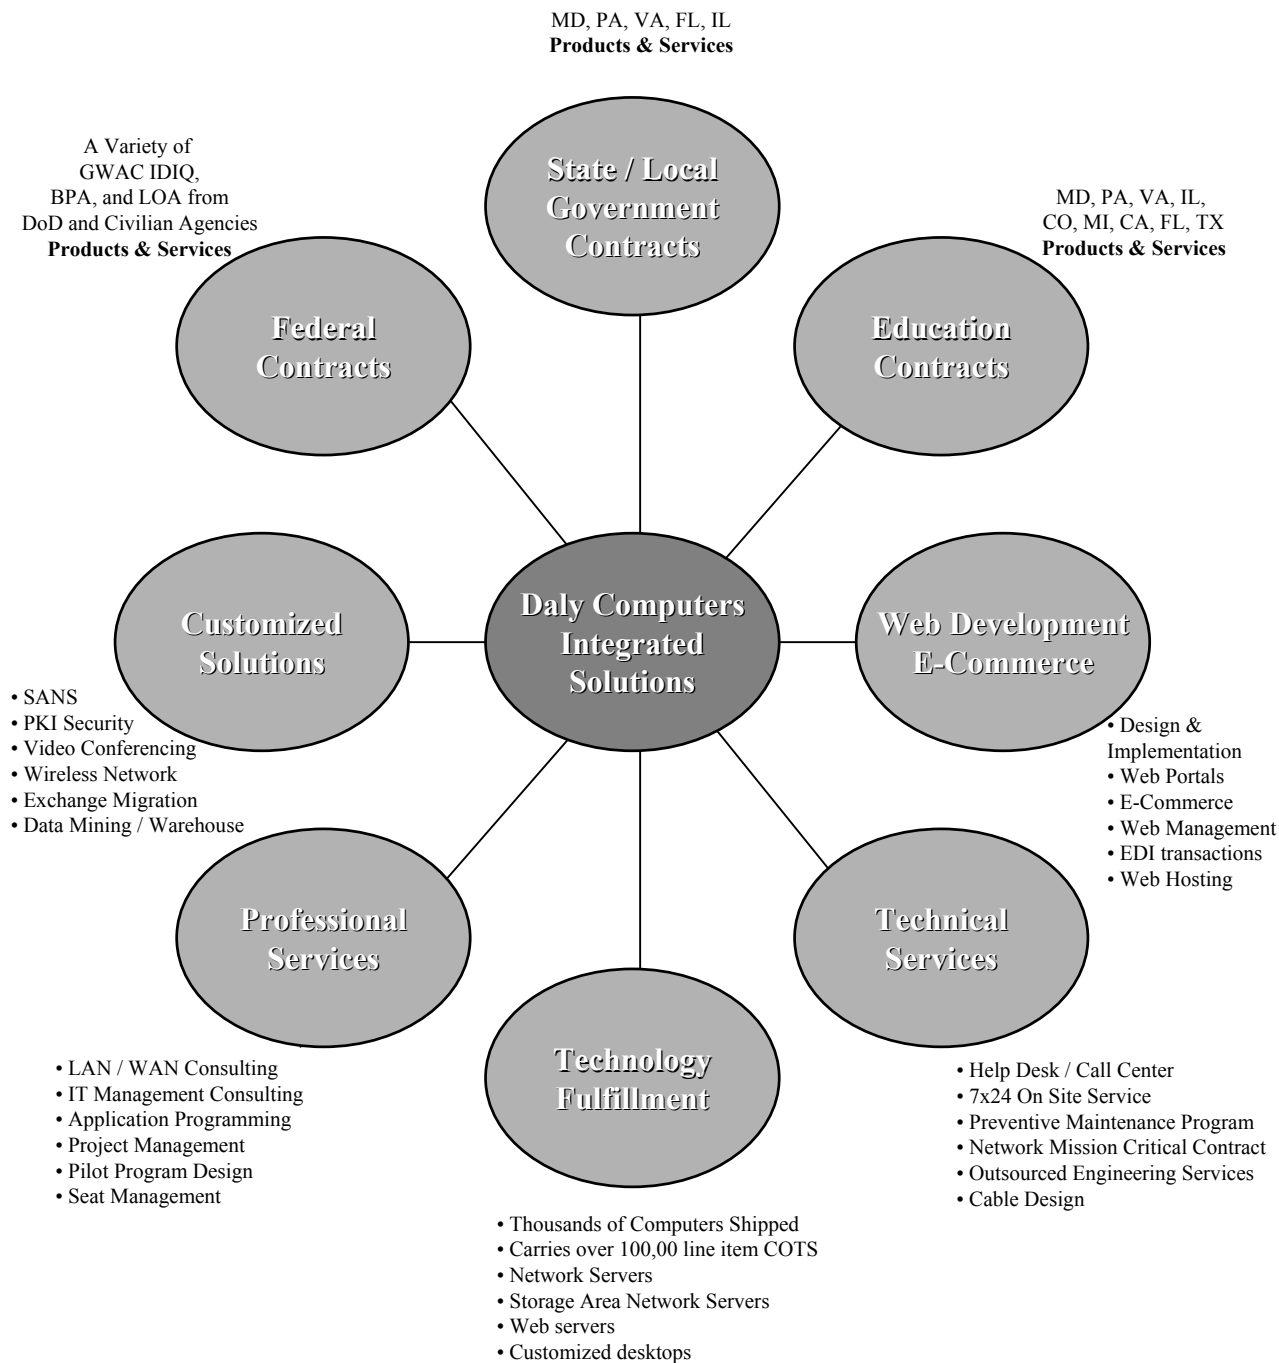 MD, PA, VA, FL, IL
Products & Services
State / Local
Government
Contracts
A Variety of
GWAC IDIQ,
BPA, and LOA from
DoD and Civilian Agencies
Products & Services
Federal
Contracts
MD, PA, VA, IL,
CO, MI, CA, FL, TX
Products & Services
Education
Contracts
Customized
Solutions
• SANS
• PKI Security
• Video Conferencing
• Wireless Network
• Exchange Migration
• Data Mining / Warehouse
Daly Computers
Integrated
Solutions
Web Development
E-Commerce
• Design &
Implementation
• Web Portals
• E-Commerce
• Web Management
• EDI transactions
• Web Hosting
Professional
Services
• LAN / WAN Consulting
• IT Management Consulting
• Application Programming
• Project Management
• Pilot Program Design
• Seat Management
Technology
Fulfillment
• Thousands of Computers Shipped
• Carries over 100,00 line item COTS
• Network Servers
• Storage Area Network Servers
• Web servers
• Customized desktops
Technical
Services
• Help Desk / Call Center
• 7x24 On Site Service
• Preventive Maintenance Program
• Network Mission Critical Contract
• Outsourced Engineering Services
• Cable Design